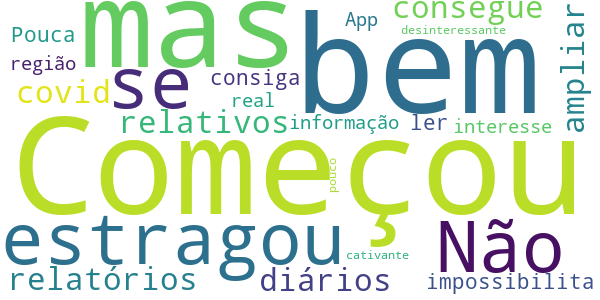 Pouca
mas
bem
App
consegue
desinteressante
ampliar
região
se
consiga
covid
real
relativos
informação
ler
interesse
Começou
pouco
estragou
Não
cativante
relatórios
diários
impossibilita